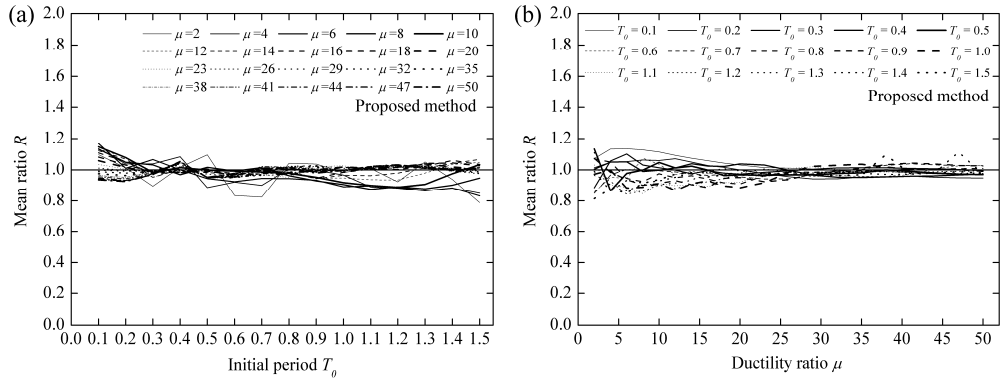 (a)
2.0
1.8
1.6
1.4
1.2
1.0
0.8
0.6
0.4
0.2
0.0
Mean ratio R
μ=2 μ=4 μ=6 μ=8 μ=10
μ=12 μ=14 μ=16 μ=18 μ=20
μ=23 μ=26 μ=29 μ=32 μ=35
μ=38 μ=41 μ=44 μ=47 μ=50
Proposed method
0.0 0.1 0.2 0.3 0.4 0.5 0.6 0.7 0.8 0.9 1.0 1.1 1.2 1.3 1.4 1.5
Initial period T0
(b)
2.0
1.8
1.6
1.4
1.2
1.0
0.8
0.6
0.4
0.2
0.0
Mean ratio R
T0 = 0.1 T0 = 0.2 T0 = 0.3 T0 = 0.4 T0 = 0.5
T0 = 0.6 T0 = 0.7 T0 = 0.8 T0 = 0.9 T0 = 1.0
T0 = 1.1 T0 = 1.2 T0 = 1.3 T0 = 1.4 T0 = 1.5
Proposed method
0 5 10 15 20 25 30 35 40 45 50
Ductility ratio μ